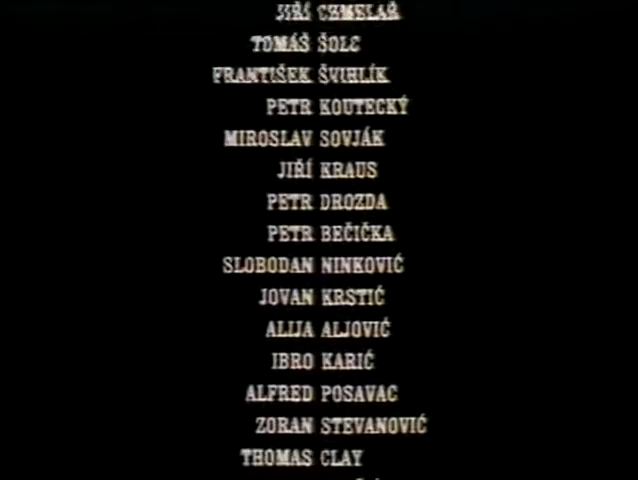 JIŘÍ CHMELAŘ
TOMÁŠ ŠOLC
FRANTIŠEK ŠVIHLÍK
PETR KOUTECKÝ
MIROSLAV SOVJÁK
JIŘÍ KRAUS
PETR DROZDA
PETR BEČIČKA
SLOBODAN NINKOVIĆ
JOVAN KRSTIĆ
ALIJA ALJOVIĆ
IBRO KARIĆ
ALFRED POSAVAC
ZORAN STEVANOVIĆ
THOMAS CLAY